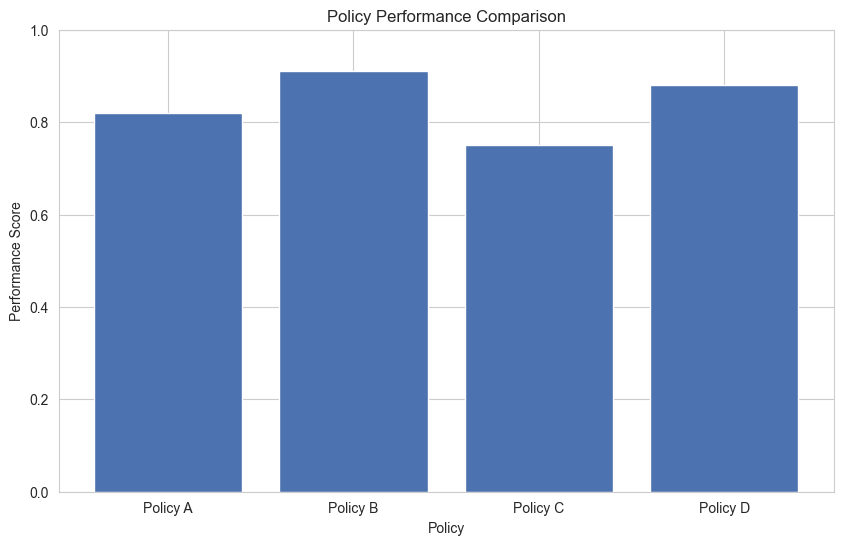 Policy Performance Comparison
1.0
0.8
0.6
0.4
0.2
0.0
Performance Score
Policy A
Policy B
Policy C
Policy D
Policy